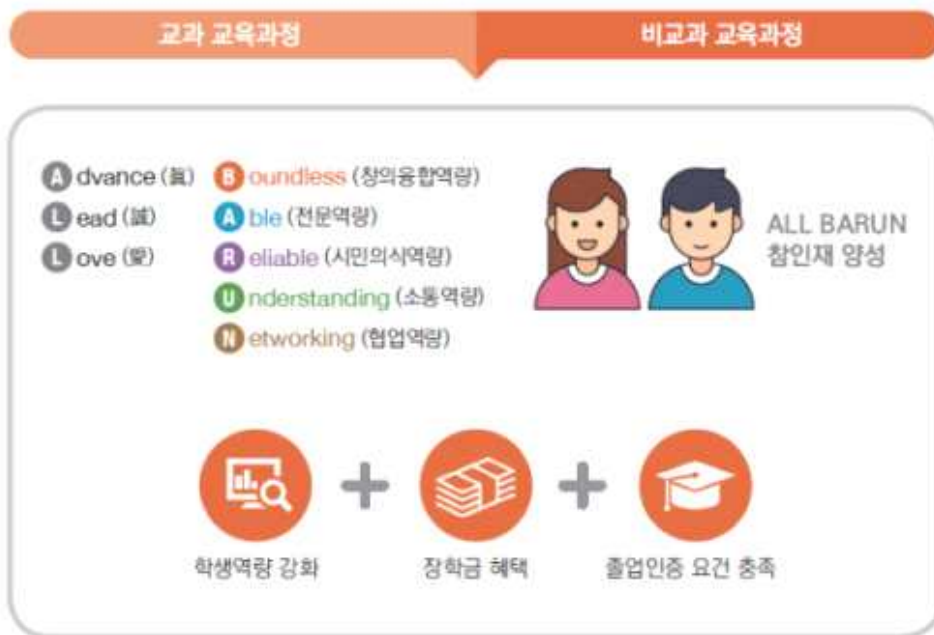 교과 교육과정
비교과 교육과정
Advance (眞)
Lead (誠)
Love (愛)
Boundless (창의융합역량)
Able (전문역량)
Reliable (시민의식역량)
Understanding (소통역량)
Networking (협업역량)
ALL BARUN
참인재 양성
학생역량 강화
장학금 혜택
졸업인증 요건 충족